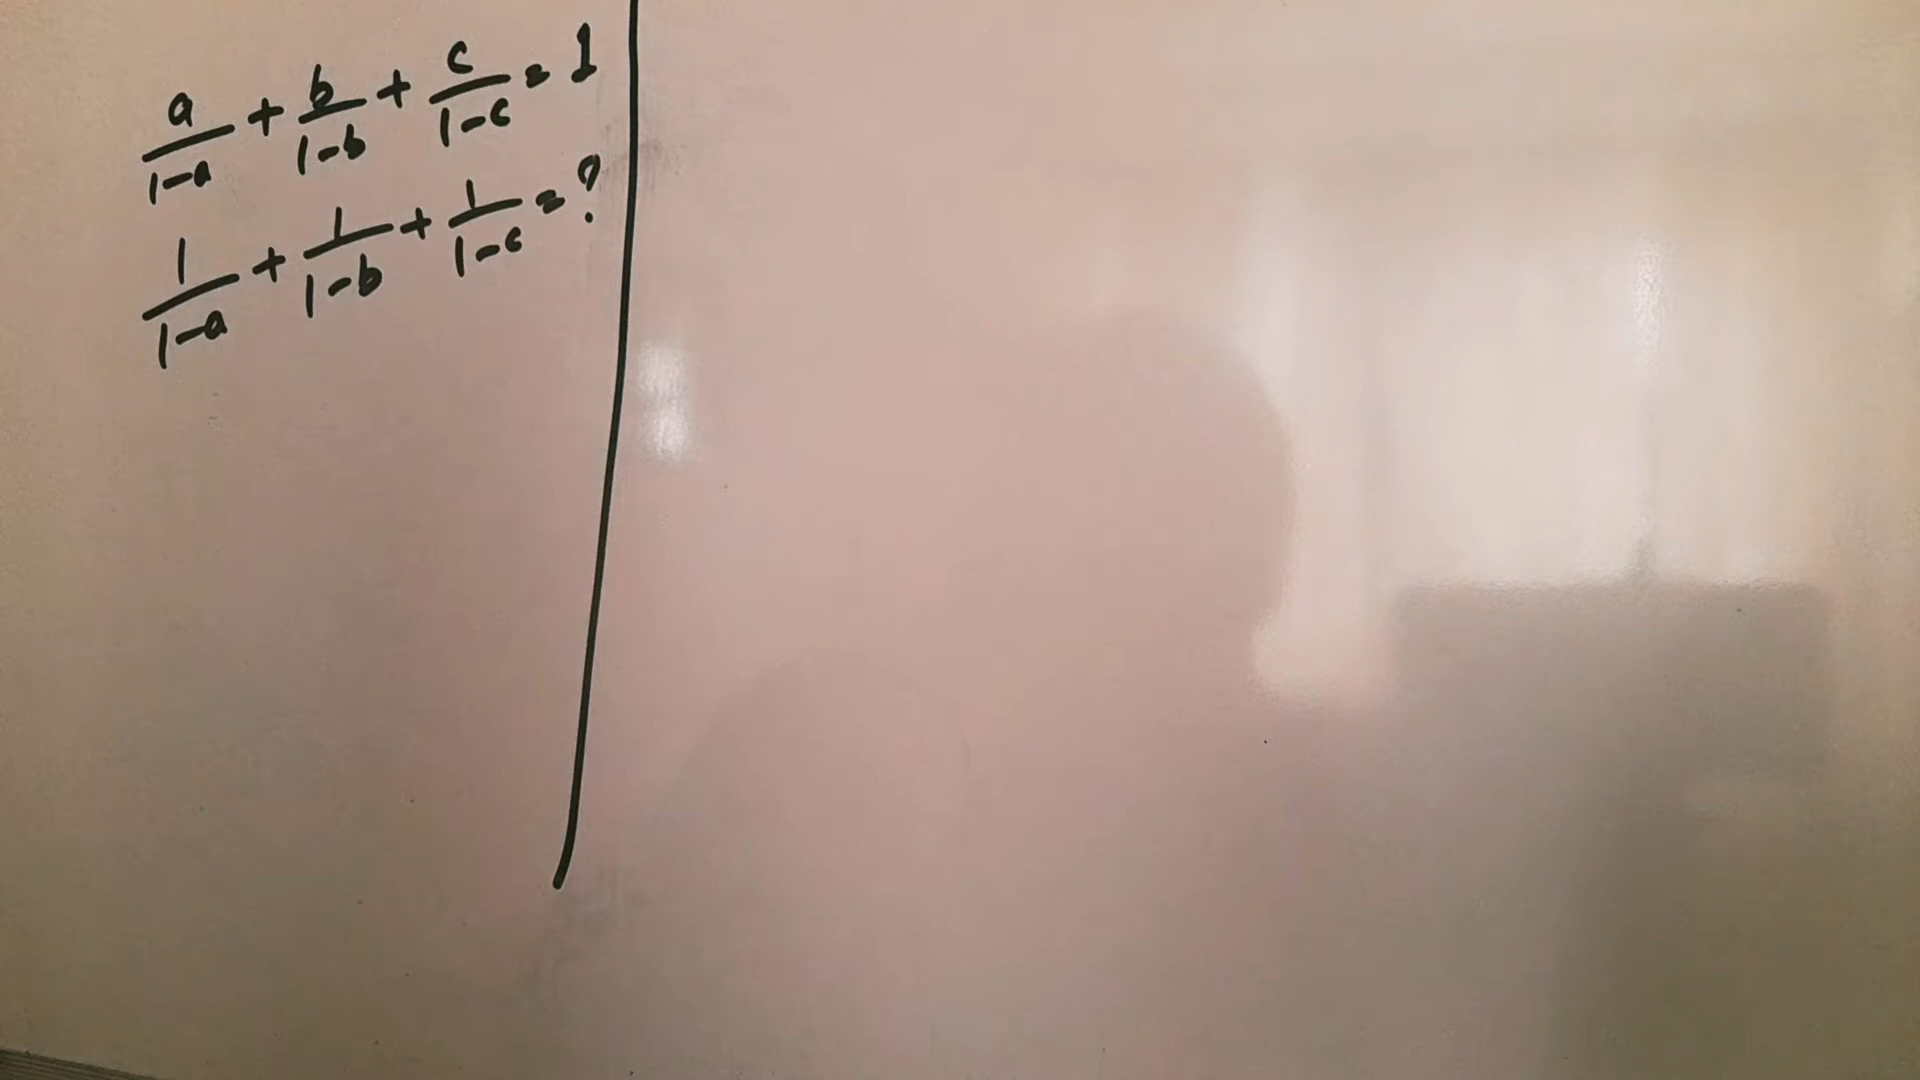 a/(1-a) + b/(1-b) + c/(1-c) = 1
1/(1-a) + 1/(1-b) + 1/(1-c) = ?